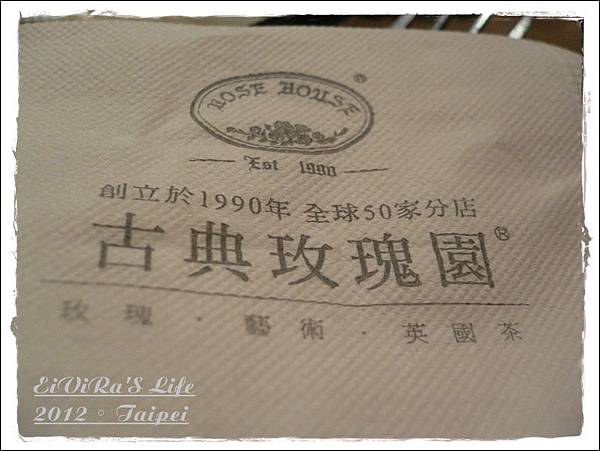 ROSE HOUSE
®
Est 1990
創立於1990年 全球50家分店
古典玫瑰園®
玫瑰·藝術·英國茶
EiViRa'S Life
2012。Taipei